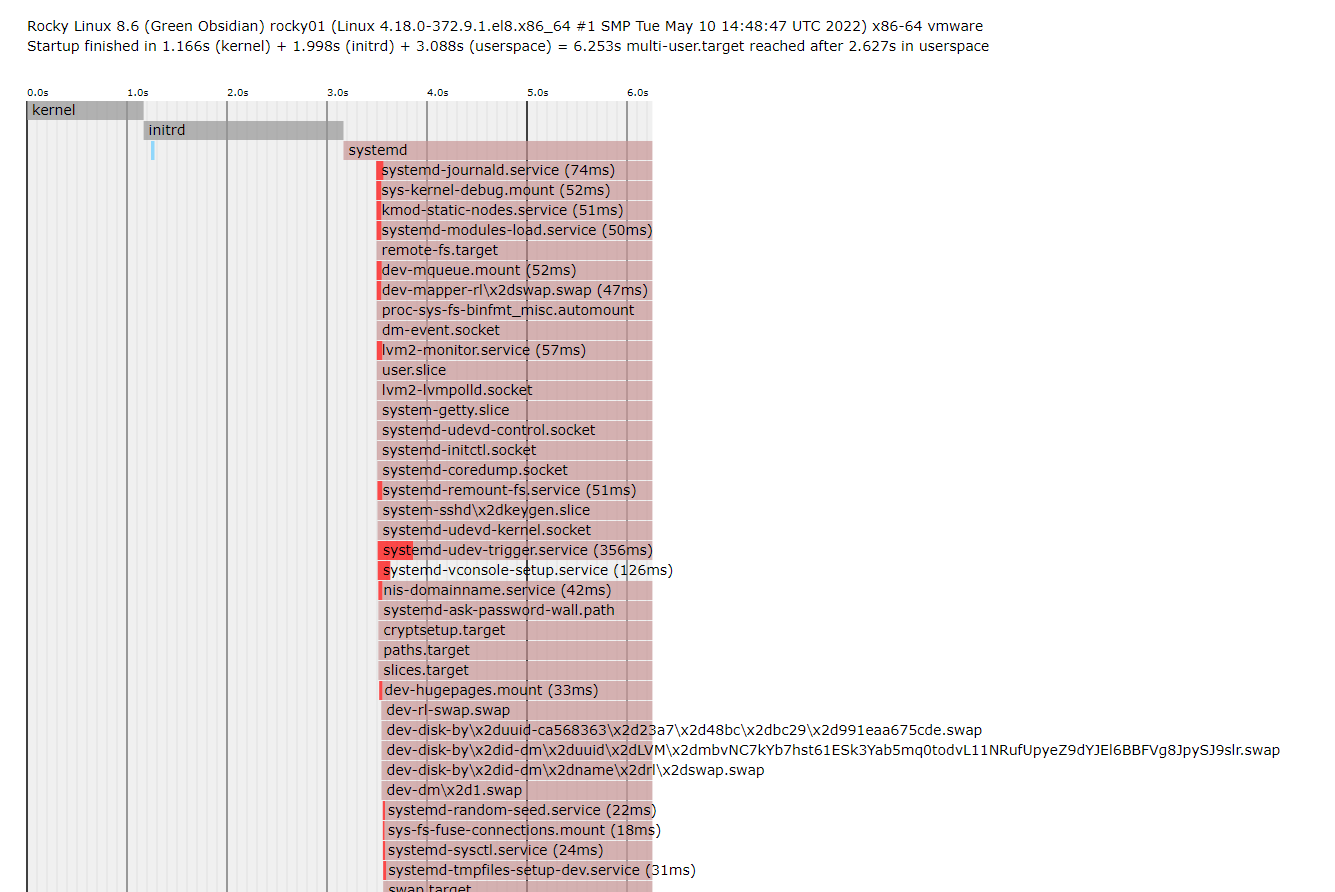 Rocky Linux 8.6 (Green Obsidian) rocky01 (Linux 4.18.0-372.9.1.el8.x86_64 #1 SMP Tue May 10 14:48:47 UTC 2022) x86-64 vmware
Startup finished in 1.166s (kernel) + 1.998s (initrd) + 3.088s (userspace) = 6.253s multi-user.target reached after 2.627s in userspace
0.0s 1.0s 2.0s 3.0s 4.0s 5.0s 6.0s
kernel
initrd
systemd
systemd-journald.service (74ms)
sys-kernel-debug.mount (52ms)
kmod-static-nodes.service (51ms)
systemd-modules-load.service (50ms)
remote-fs.target
dev-mqueue.mount (52ms)
dev-mapper-rl\x2dswap.swap (47ms)
proc-sys-fs-binfmt_misc.automount
dm-event.socket
lvm2-monitor.service (57ms)
user.slice
lvm2-lvmpolld.socket
system-getty.slice
systemd-udevd-control.socket
systemd-initctl.socket
systemd-coredump.socket
systemd-remount-fs.service (51ms)
system-sshd\x2dkeygen.slice
systemd-udevd-kernel.socket
systemd-udev-trigger.service (356ms)
systemd-vconsole-setup.service (126ms)
nis-domainname.service (42ms)
systemd-ask-password-wall.path
cryptsetup.target
paths.target
slices.target
dev-hugepages.mount (33ms)
dev-rl-swap.swap
dev-disk-by\x2duuid-ca568363\x2d23a7\x2d48bc\x2dbc29\x2d991eaa675cde.swap
dev-disk-by\x2did-dm\x2duuid\x2dLVM\x2dmbvNC7kYb7hst61ESk3Yab5mq0todvL11NRufUpyeZ9dYJEl6BBFVg8JpySJ9slr.swap
dev-disk-by\x2did-dm\x2dname\x2drl\x2dswap.swap
dev-dm\x2d1.swap
systemd-random-seed.service (22ms)
sys-fs-fuse-connections.mount (18ms)
systemd-sysctl.service (24ms)
systemd-tmpfiles-setup-dev.service (31ms)
swap.target